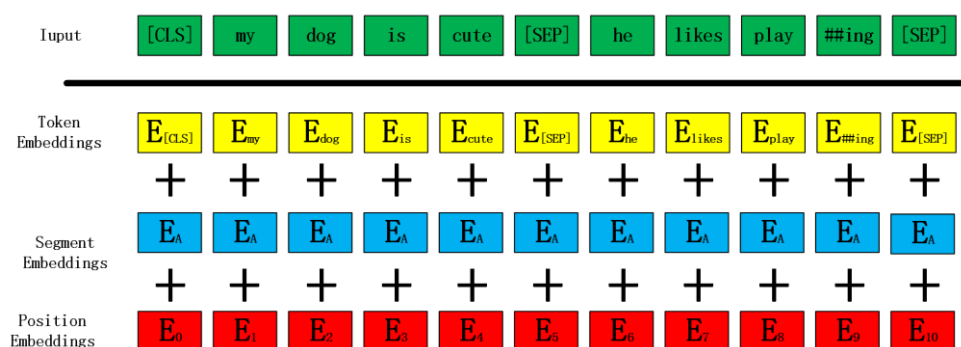 Iuput [CLS] my dog is cute [SEP] he likes play ##ing [SEP]
Token Embeddings E[CLS] Emy Edog Eis Ecute E[SEP] Ehe Elikes Eplay E##ing E[SEP]
+ + + + + + + + + + +
Segment Embeddings EA EA EA EA EA EA EA EA EA EA EA
+ + + + + + + + + + +
Position Embeddings E0 E1 E2 E3 E4 E5 E6 E7 E8 E9 E10